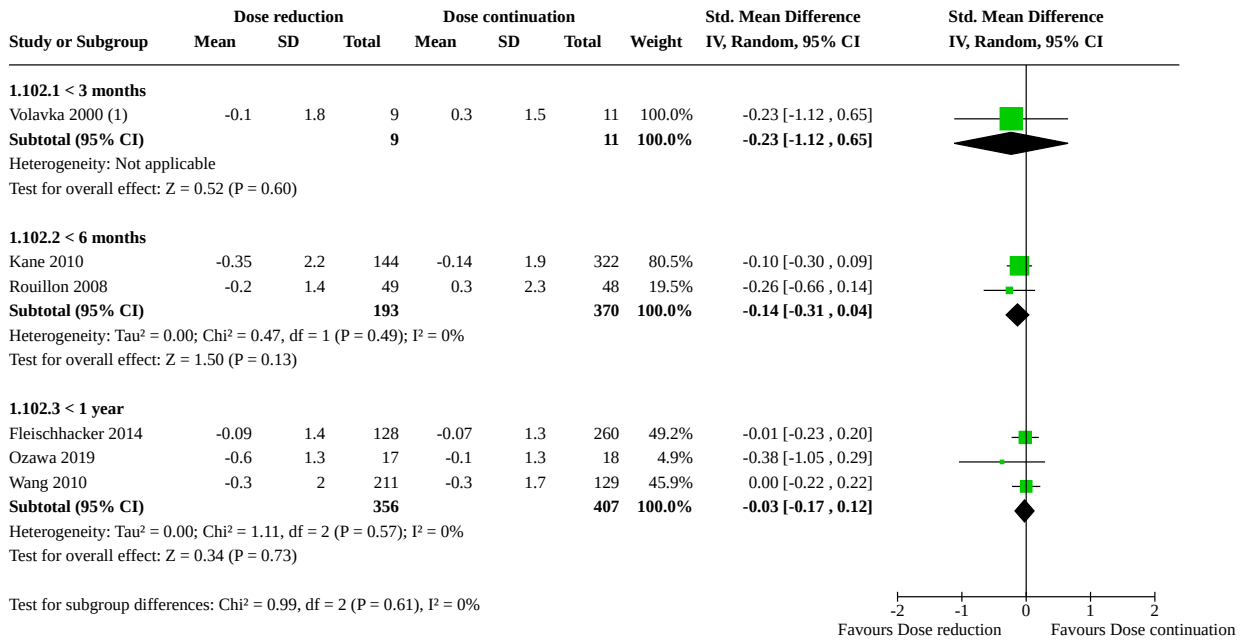 Dose reduction Dose continuation Std. Mean Difference Std. Mean Difference
Study or Subgroup Mean SD Total Mean SD Total Weight IV, Random, 95% CI IV, Random, 95% CI
1.102.1 < 3 months
Volavka 2000 (1) -0.1 1.8 9 0.3 1.5 11 100.0% -0.23 [-1.12 , 0.65]
Subtotal (95% CI) 9 11 100.0% -0.23 [-1.12 , 0.65]
Heterogeneity: Not applicable
Test for overall effect: Z = 0.52 (P = 0.60)
1.102.2 < 6 months
Kane 2010 -0.35 2.2 144 -0.14 1.9 322 80.5% -0.10 [-0.30 , 0.09]
Rouillon 2008 -0.2 1.4 49 0.3 2.3 48 19.5% -0.26 [-0.66 , 0.14]
Subtotal (95% CI) 193 370 100.0% -0.14 [-0.31 , 0.04]
Heterogeneity: Tau² = 0.00; Chi² = 0.47, df = 1 (P = 0.49); I² = 0%
Test for overall effect: Z = 1.50 (P = 0.13)
1.102.3 < 1 year
Fleischhacker 2014 -0.09 1.4 128 -0.07 1.3 260 49.2% -0.01 [-0.23 , 0.20]
Ozawa 2019 -0.6 1.3 17 -0.1 1.3 18 4.9% -0.38 [-1.05 , 0.29]
Wang 2010 -0.3 2 211 -0.3 1.7 129 45.9% 0.00 [-0.22 , 0.22]
Subtotal (95% CI) 356 407 100.0% -0.03 [-0.17 , 0.12]
Heterogeneity: Tau² = 0.00; Chi² = 1.11, df = 2 (P = 0.57); I² = 0%
Test for overall effect: Z = 0.34 (P = 0.73)
Test for subgroup differences: Chi² = 0.99, df = 2 (P = 0.61), I² = 0%
-2 -1 0 1 2
Favours Dose reduction Favours Dose continuation